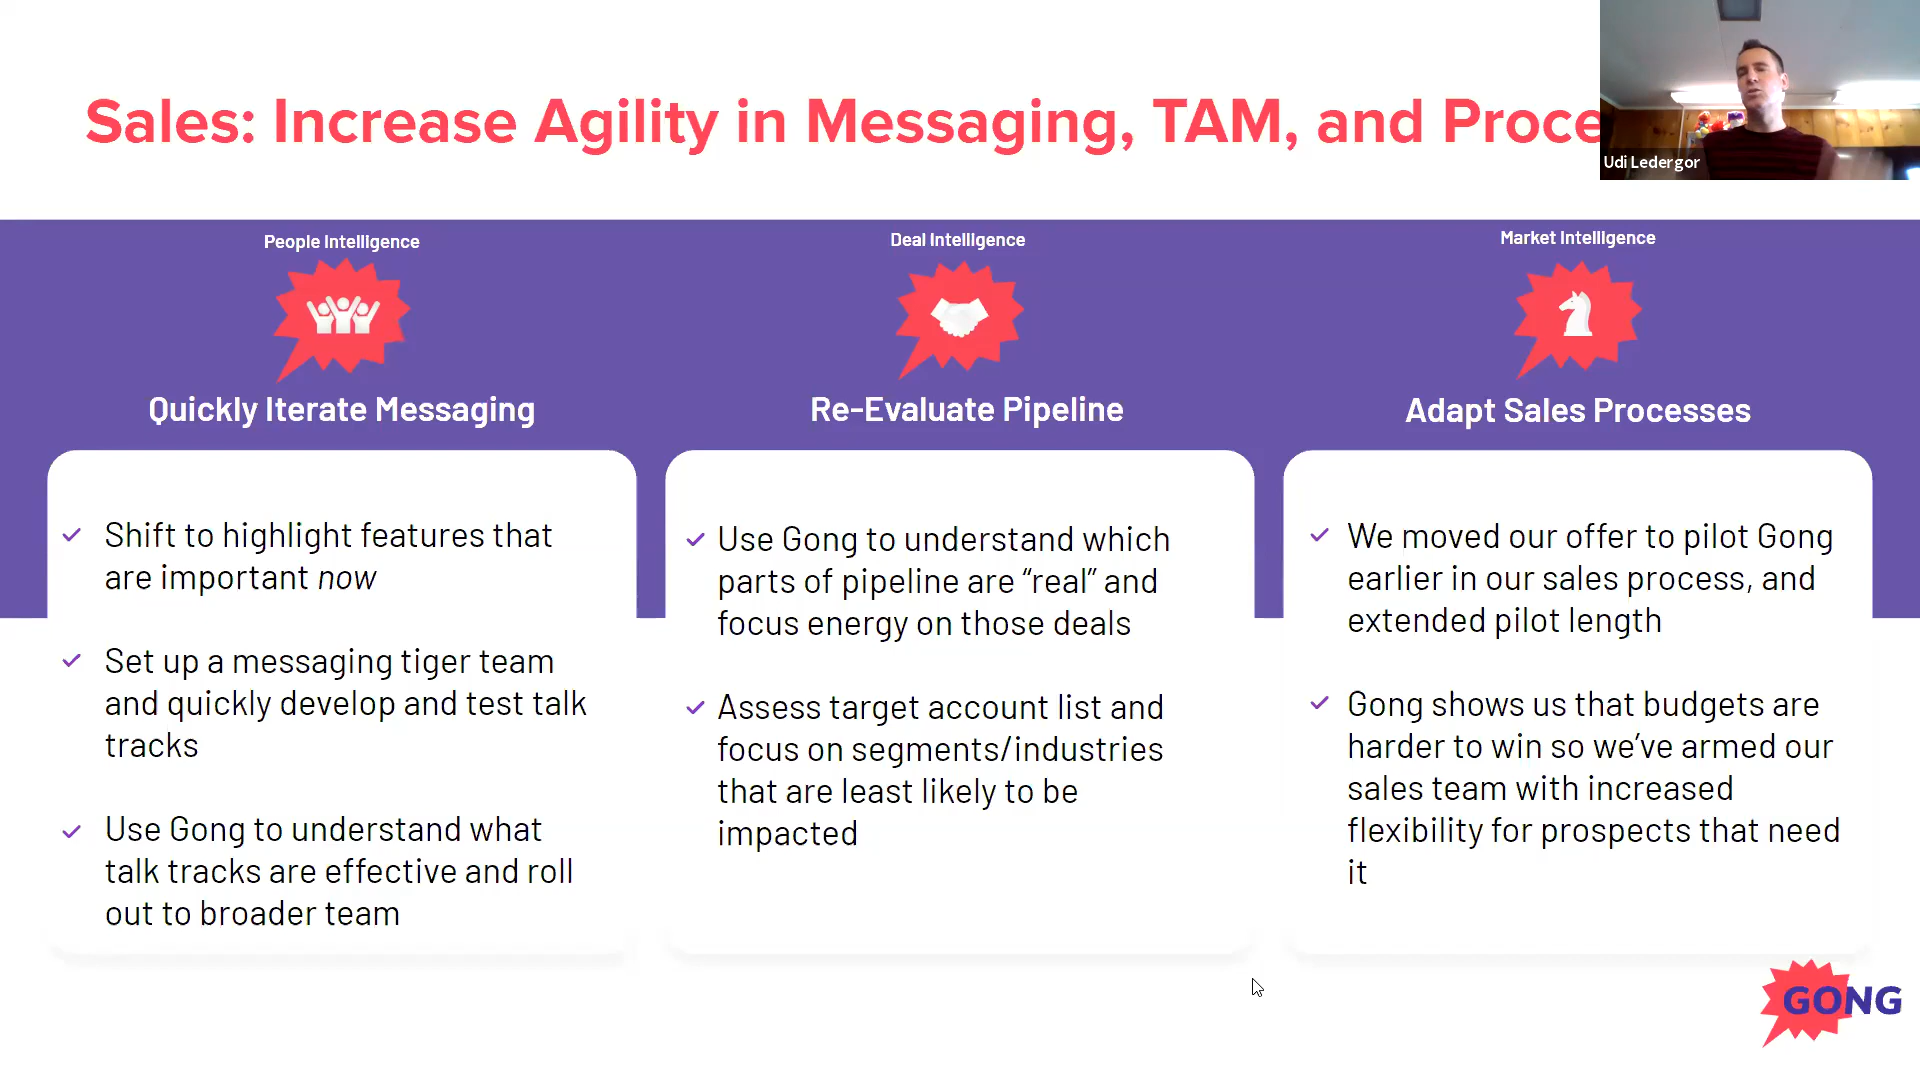 Sales: Increase Agility in Messaging, TAM, and Proce
Udi Ledergor
People Intelligence
Quickly Iterate Messaging
Shift to highlight features that
are important now
Set up a messaging tiger team
and quickly develop and test talk
tracks
Use Gong to understand what
talk tracks are effective and roll
out to broader team
Deal Intelligence
Re-Evaluate Pipeline
Use Gong to understand which
parts of pipeline are “real” and
focus energy on those deals
Assess target account list and
focus on segments/industries
that are least likely to be
impacted
Market Intelligence
Adapt Sales Processes
We moved our offer to pilot Gong
earlier in our sales process, and
extended pilot length
Gong shows us that budgets are
harder to win so we’ve armed our
sales team with increased
flexibility for prospects that need
it
GONG